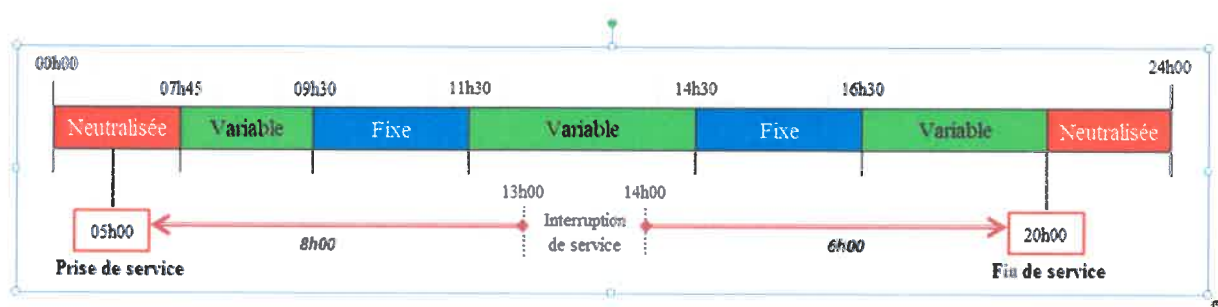 00h00
24h00
07h45 09h30 11h30 14h30 16h30
Neutralisée Variable Fixe Variable Fixe Variable Neutralisée
13h00 14h00
05h00 8h00 Interruption 6h00 20h00
de service
Prise de service Fin de service